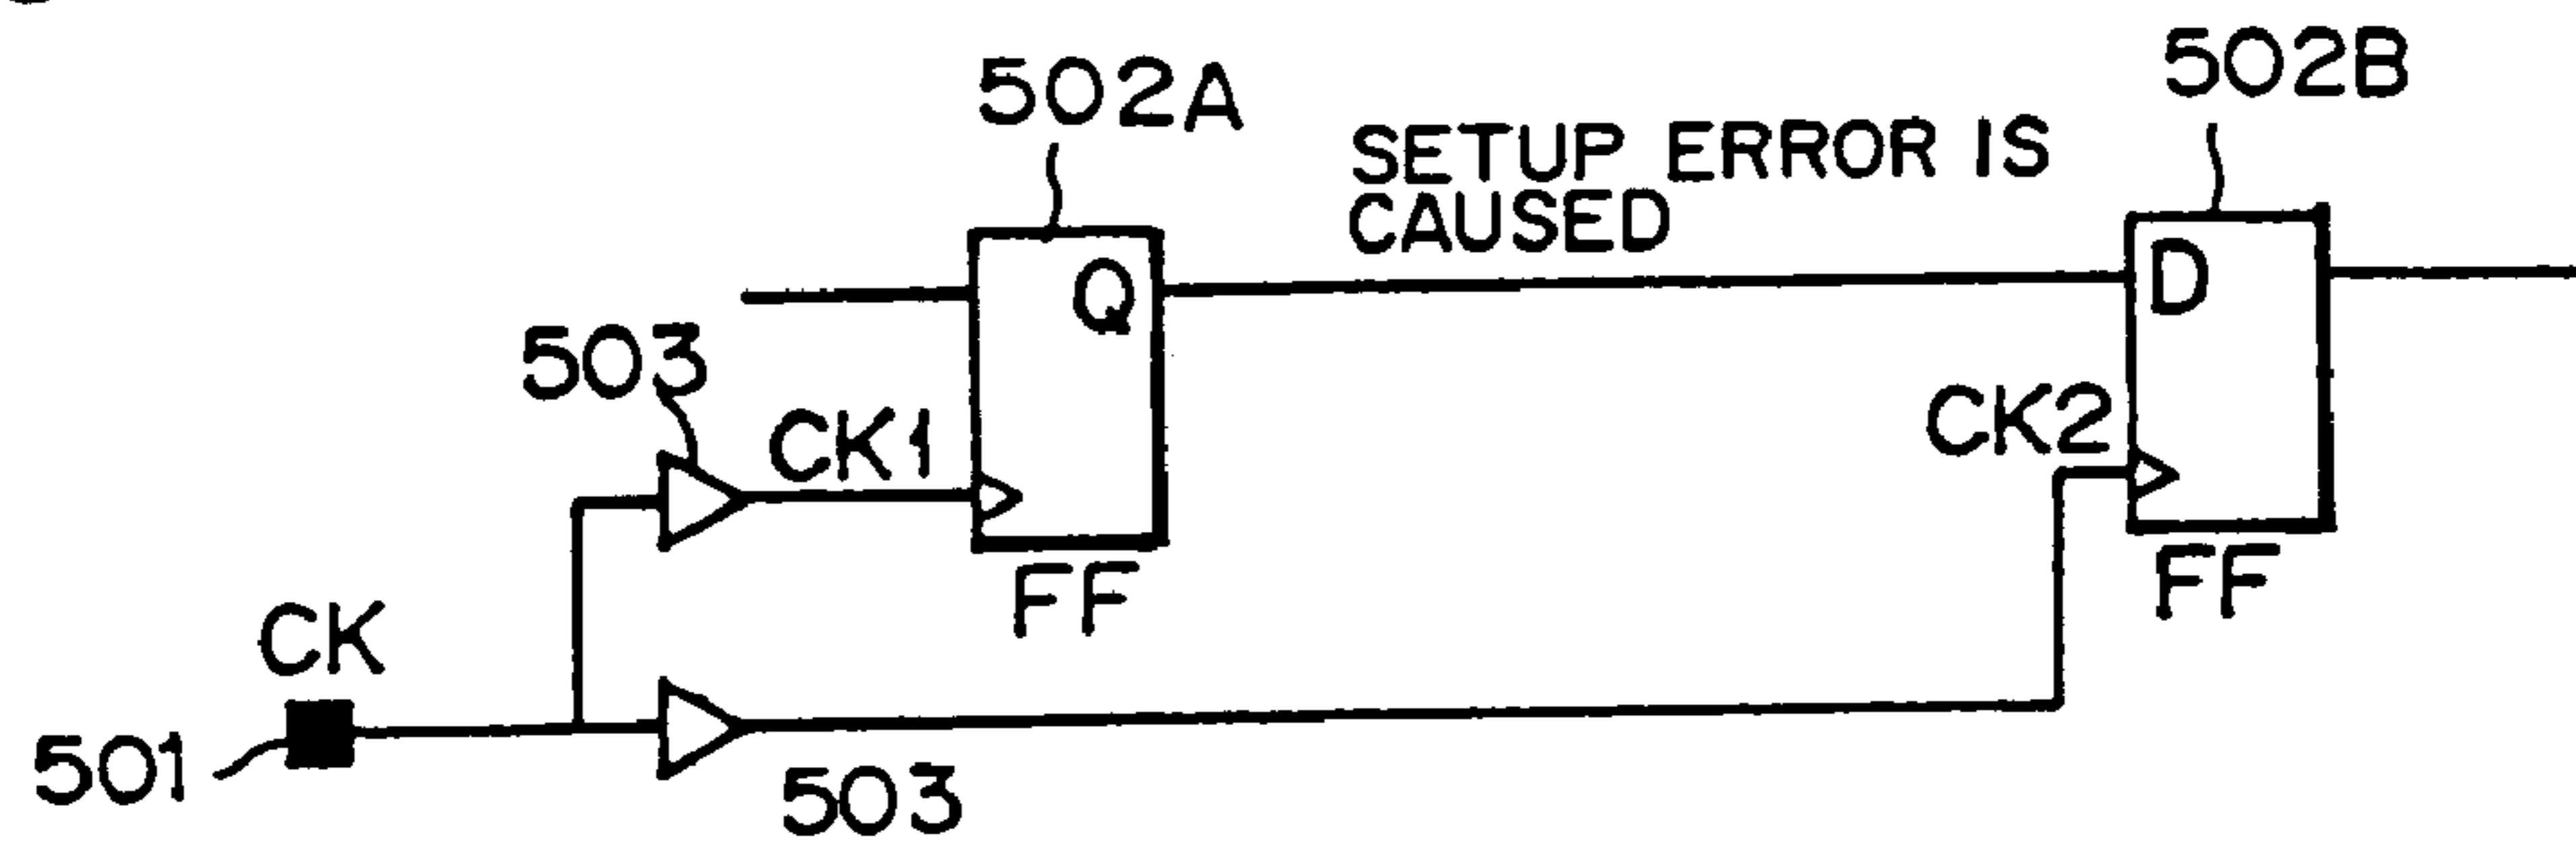 502A
502B
SETUP ERROR IS
CAUSED
Q
D
503
CK1
CK2
FF
FF
CK
501
503